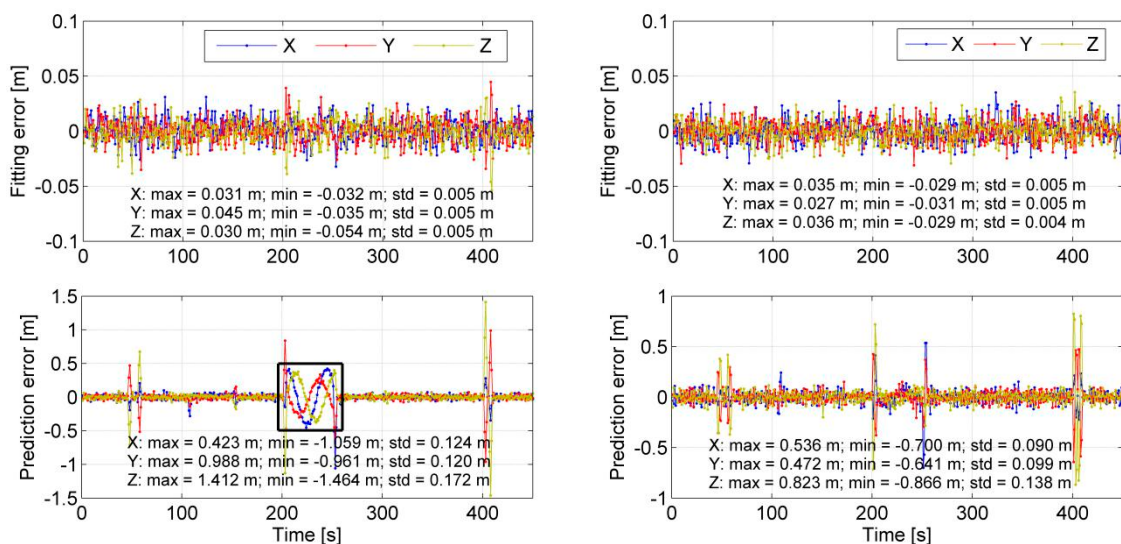 0.1
X Y Z
0.05
0
-0.05
-0.1
Fitting error [m]
X: max = 0.031 m; min = -0.032 m; std = 0.005 m
Y: max = 0.045 m; min = -0.035 m; std = 0.005 m
Z: max = 0.030 m; min = -0.054 m; std = 0.005 m
0 100 200 300 400
0.1
X Y Z
0.05
0
-0.05
-0.1
Fitting error [m]
X: max = 0.035 m; min = -0.029 m; std = 0.005 m
Y: max = 0.027 m; min = -0.031 m; std = 0.005 m
Z: max = 0.036 m; min = -0.029 m; std = 0.004 m
0 100 200 300 400
1.5
1
0.5
0
-0.5
-1
-1.5
Prediction error [m]
X: max = 0.423 m; min = -1.059 m; std = 0.124 m
Y: max = 0.988 m; min = -0.961 m; std = 0.120 m
Z: max = 1.412 m; min = -1.464 m; std = 0.172 m
0 100 200 300 400
Time [s]
1
0.5
0
-0.5
-1
Prediction error [m]
X: max = 0.536 m; min = -0.700 m; std = 0.090 m
Y: max = 0.472 m; min = -0.641 m; std = 0.099 m
Z: max = 0.823 m; min = -0.866 m; std = 0.138 m
0 100 200 300 400
Time [s]